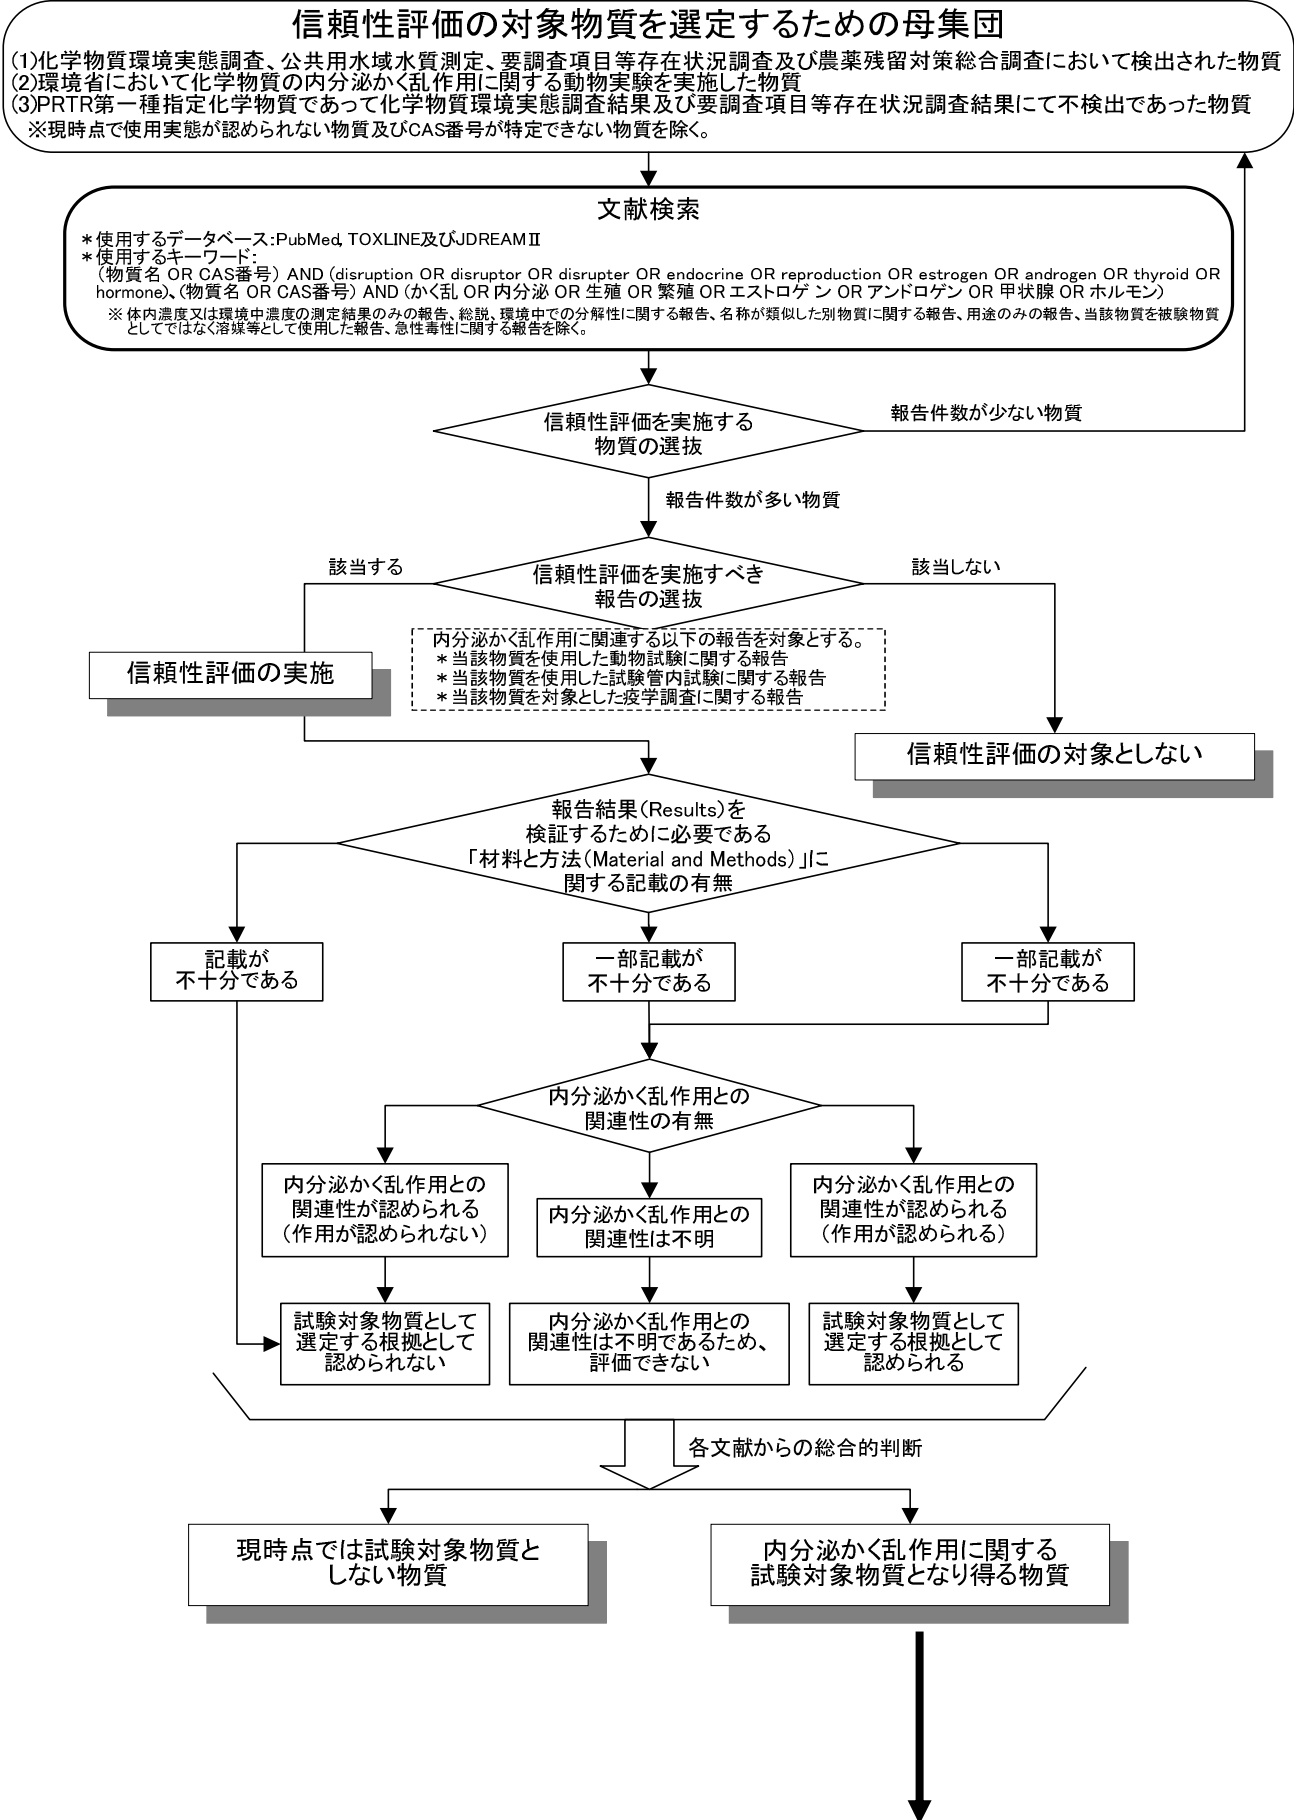 信頼性評価の対象物質を選定するための母集団
(1)化学物質環境実態調査、公共用水域水質測定、要調査項目等存在状況調査及び農薬残留対策総合調査において検出された物質
(2)環境省において化学物質の内分泌かく乱作用に関する動物実験を実施した物質
(3)PRTR第一種指定化学物質であって化学物質環境実態調査結果及び要調査項目等存在状況調査結果にて不検出であった物質
※現時点で使用実態が認められない物質及びCAS番号が特定できない物質を除く。
文献検索
＊使用するデータベース:PubMed, TOXLINE及びJDREAMⅡ
＊使用するキーワード:
(物質名 OR CAS番号) AND (disruption OR disruptor OR disrupter OR endocrine OR reproduction OR estrogen OR androgen OR thyroid OR
hormone)、(物質名 OR CAS番号) AND (かく乱 OR 内分泌 OR 生殖 OR 繁殖 OR エストロゲン OR アンドロゲン OR 甲状腺 OR ホルモン)
※ 体内濃度又は環境中濃度の測定結果のみの報告、総説、環境中での分解性に関する報告、名称が類似した別物質に関する報告、用途のみの報告、当該物質を被験物質
としてではなく溶媒等として使用した報告、急性毒性に関する報告を除く。
信頼性評価を実施する
物質の選抜
報告件数が少ない物質
報告件数が多い物質
該当する
信頼性評価を実施すべき
報告の選抜
該当しない
内分泌かく乱作用に関連する以下の報告を対象とする。
＊当該物質を使用した動物試験に関する報告
＊当該物質を使用した試験管内試験に関する報告
＊当該物質を対象とした疫学調査に関する報告
信頼性評価の実施
信頼性評価の対象としない
報告結果(Results)を
検証するために必要である
「材料と方法(Material and Methods)」に
関する記載の有無
記載が
不十分である
一部記載が
不十分である
一部記載が
不十分である
内分泌かく乱作用との
関連性の有無
内分泌かく乱作用との
関連性が認められる
(作用が認められない)
内分泌かく乱作用との
関連性は不明
内分泌かく乱作用との
関連性が認められる
(作用が認められる)
試験対象物質として
選定する根拠として
認められない
内分泌かく乱作用との
関連性は不明であるため、
評価できない
試験対象物質として
選定する根拠として
認められる
各文献からの総合的判断
現時点では試験対象物質と
しない物質
内分泌かく乱作用に関する
試験対象物質となり得る物質